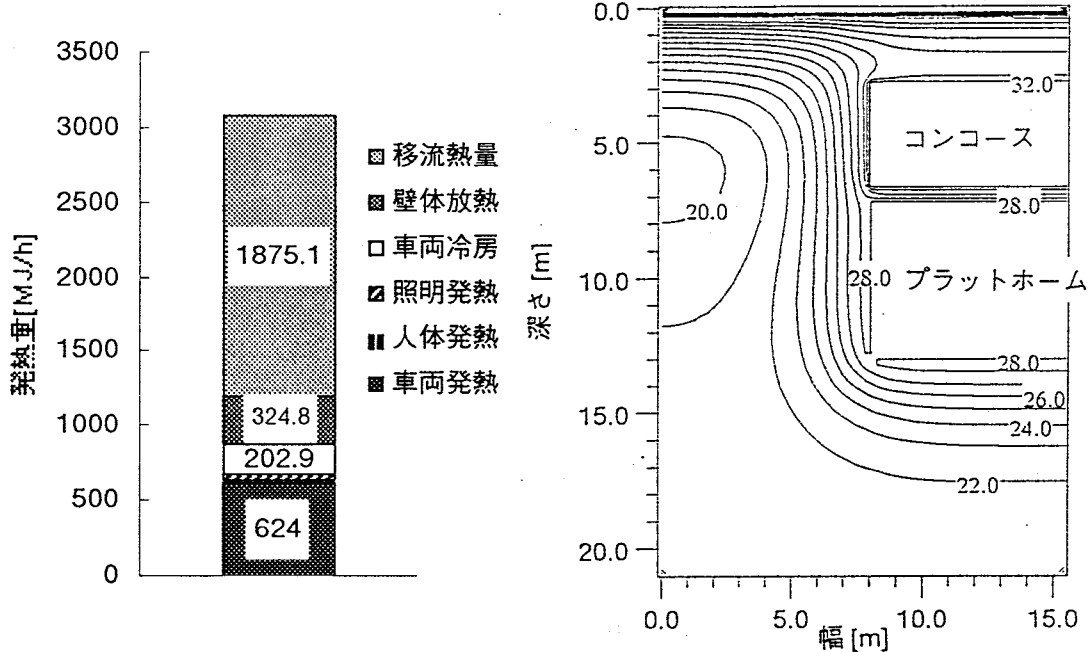 3500
3000
2500
2000
1500
1000
500
0
発熱量[MJ/h]
1875.1
324.8
202.9
624
移流熱量
壁体放熱
車両冷房
照明発熱
人体発熱
車両発熱
0.0
5.0
10.0
15.0
20.0
深さ[m]
32.0
コンコース
28.0
20.0
28.0
プラットホーム
28.0
26.0
24.0
22.0
0.0
5.0
10.0
15.0
幅[m]